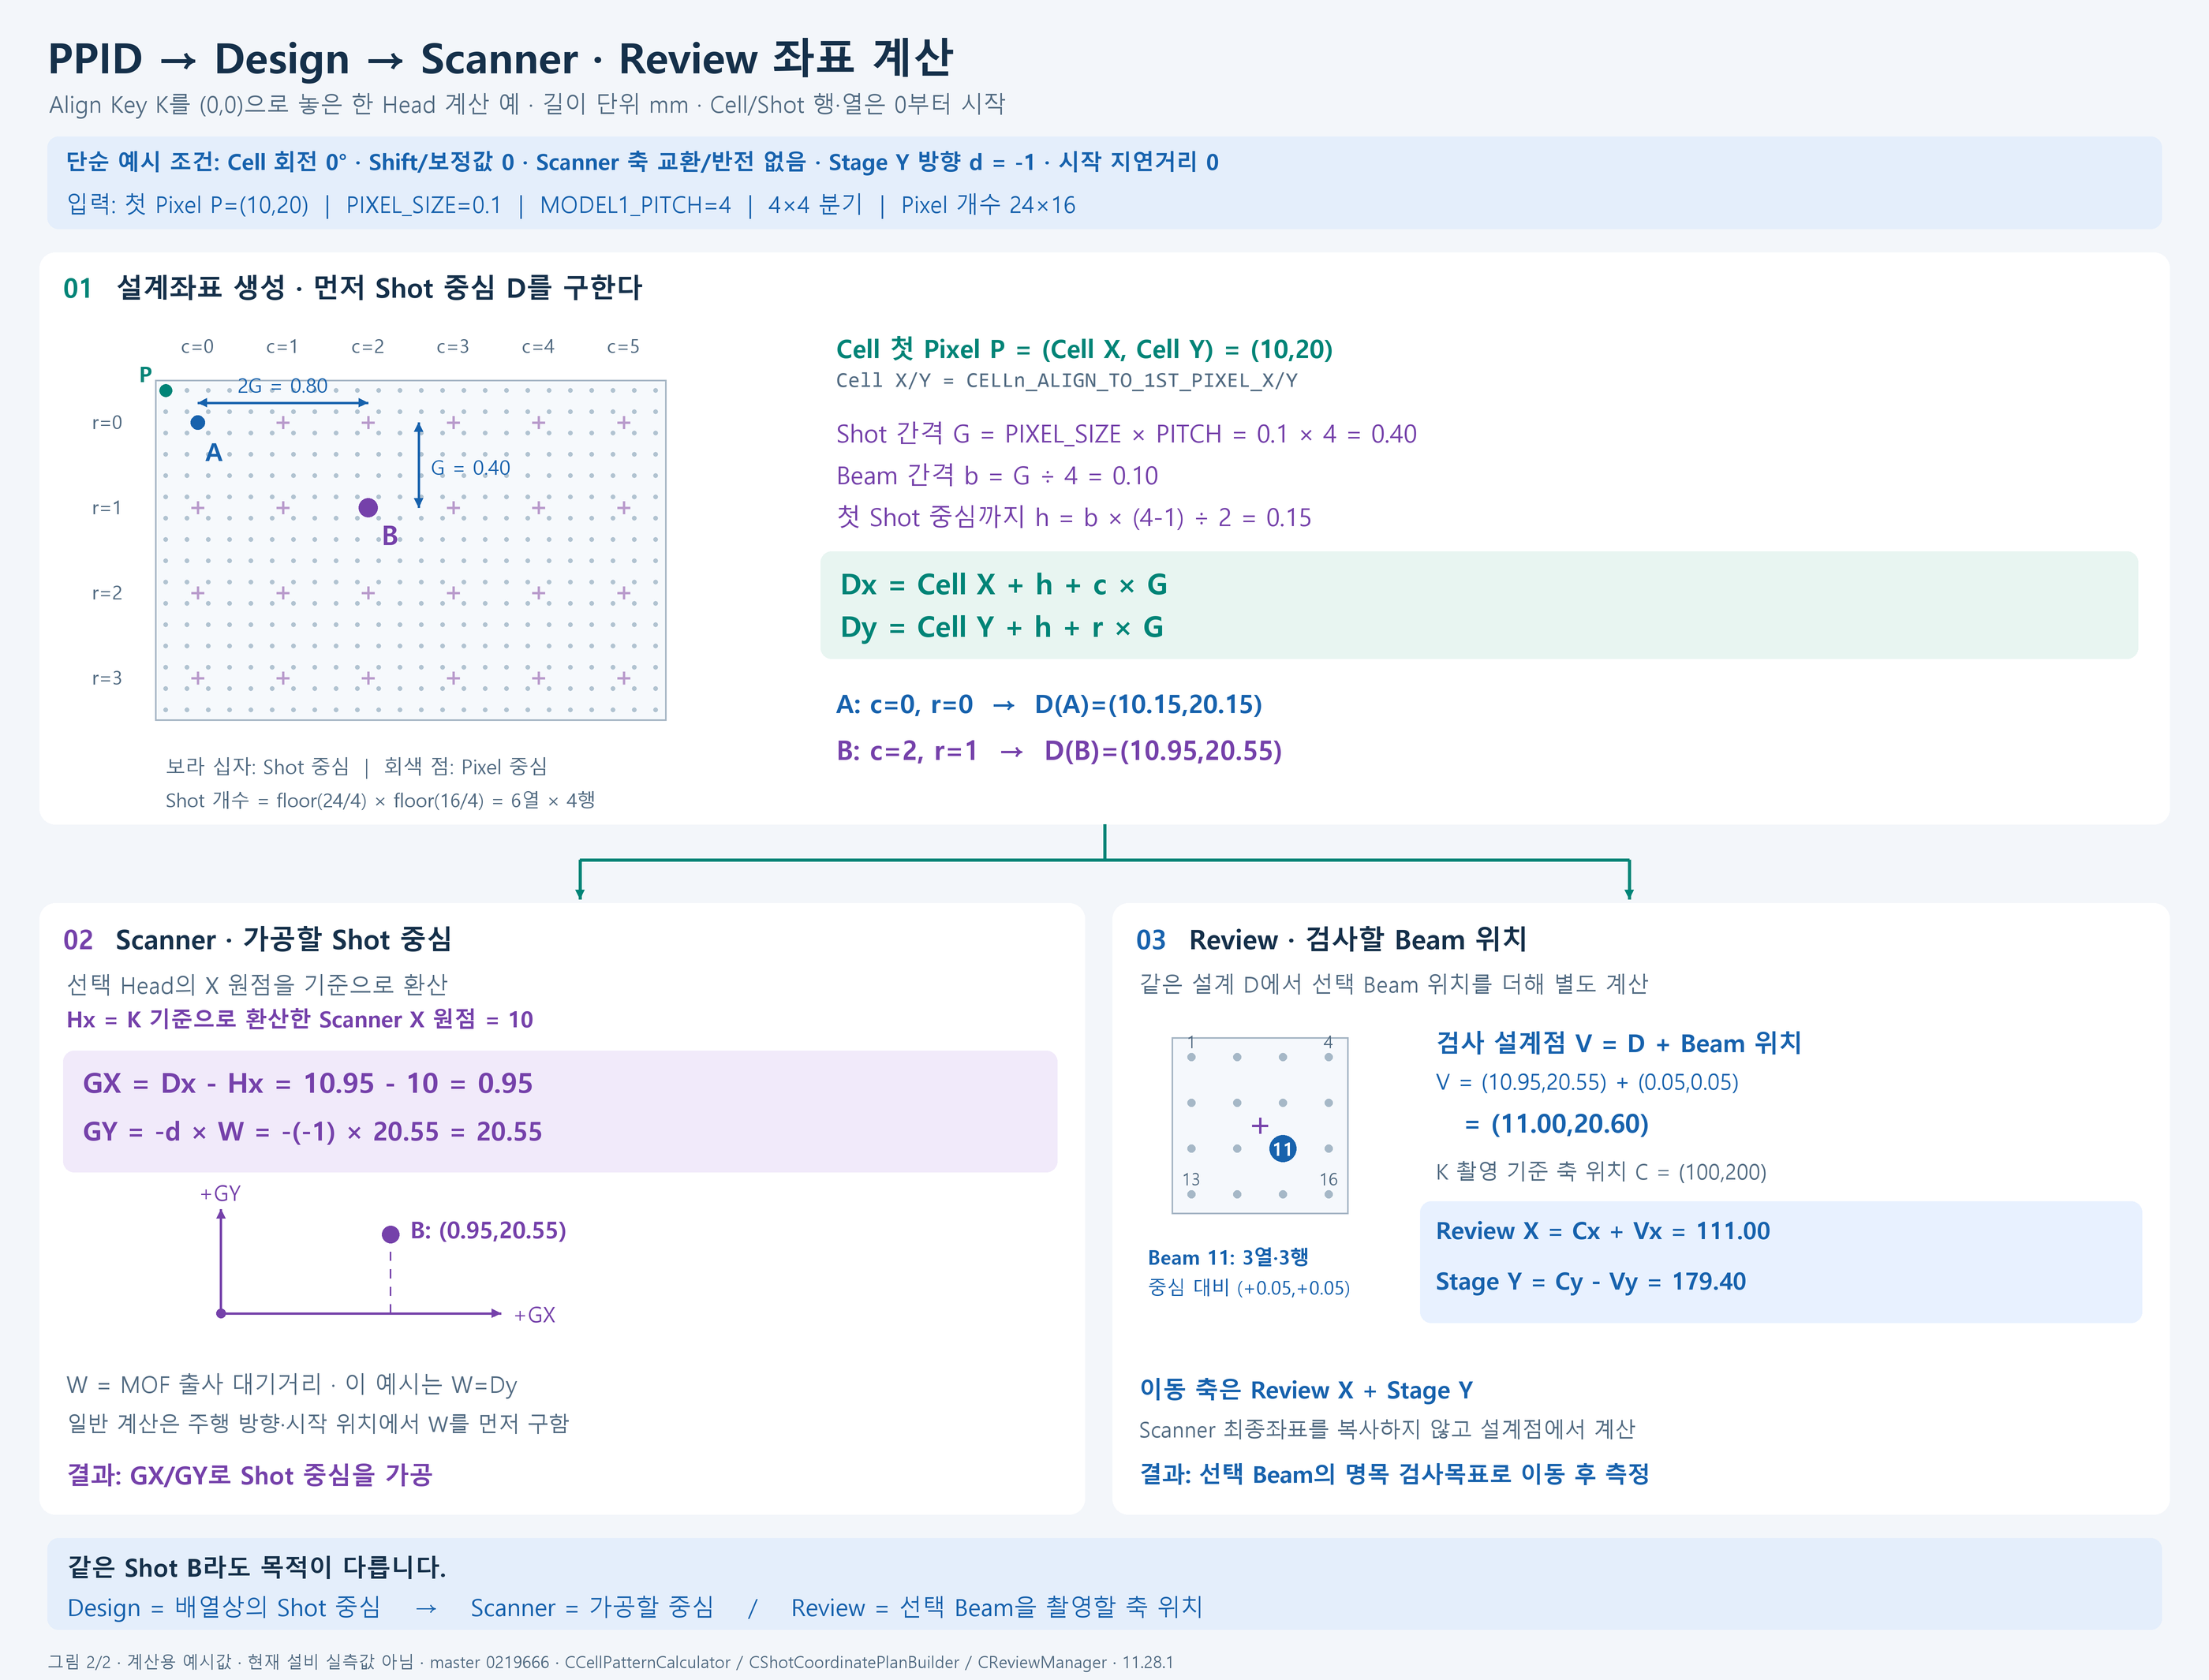 PPID → Design → Scanner · Review 좌표 계산
Align Key K를 (0,0)으로 놓은 한 Head 계산 예 · 길이 단위 mm · Cell/Shot 행·열은 0부터 시작
단순 예시 조건: Cell 회전 0° · Shift/보정값 0 · Scanner 축 교환/반전 없음 · Stage Y 방향 d = -1 · 시작 지연거리 0
입력: 첫 Pixel P=(10,20) | PIXEL_SIZE=0.1 | MODEL1_PITCH=4 | 4×4 분기 | Pixel 개수 24×16
01 설계좌표 생성 · 먼저 Shot 중심 D를 구한다
c=0 c=1 c=2 c=3 c=4 c=5
P
2G = 0.80
r=0
A
G = 0.40
r=1
B
r=2
r=3
보라 십자: Shot 중심 | 회색 점: Pixel 중심
Shot 개수 = floor(24/4) × floor(16/4) = 6열 × 4행
Cell 첫 Pixel P = (Cell X, Cell Y) = (10,20)
Cell X/Y = CELLn_ALIGN_TO_1ST_PIXEL_X/Y
Shot 간격 G = PIXEL_SIZE × PITCH = 0.1 × 4 = 0.40
Beam 간격 b = G ÷ 4 = 0.10
첫 Shot 중심까지 h = b × (4-1) ÷ 2 = 0.15
Dx = Cell X + h + c × G
Dy = Cell Y + h + r × G
A: c=0, r=0 → D(A)=(10.15,20.15)
B: c=2, r=1 → D(B)=(10.95,20.55)
02 Scanner · 가공할 Shot 중심
선택 Head의 X 원점을 기준으로 환산
Hx = K 기준으로 환산한 Scanner X 원점 = 10
GX = Dx - Hx = 10.95 - 10 = 0.95
GY = -d × W = -(-1) × 20.55 = 20.55
+GY
B: (0.95,20.55)
+GX
W = MOF 출사 대기거리 · 이 예시는 W=Dy
일반 계산은 주행 방향·시작 위치에서 W를 먼저 구함
결과: GX/GY로 Shot 중심을 가공
03 Review · 검사할 Beam 위치
같은 설계 D에서 선택 Beam 위치를 더해 별도 계산
1 4
11
13 16
Beam 11: 3열·3행
중심 대비 (+0.05,+0.05)
검사 설계점 V = D + Beam 위치
V = (10.95,20.55) + (0.05,0.05)
= (11.00,20.60)
K 촬영 기준 축 위치 C = (100,200)
Review X = Cx + Vx = 111.00
Stage Y = Cy - Vy = 179.40
이동 축은 Review X + Stage Y
Scanner 최종좌표를 복사하지 않고 설계점에서 계산
결과: 선택 Beam의 명목 검사목표로 이동 후 측정
같은 Shot B라도 목적이 다릅니다.
Design = 배열상의 Shot 중심 → Scanner = 가공할 중심 / Review = 선택 Beam을 촬영할 축 위치
그림 2/2 · 계산용 예시값 · 현재 설비 실측값 아님 · master 0219666 · CCellPatternCalculator / CShotCoordinatePlanBuilder / CReviewManager · 11.28.1